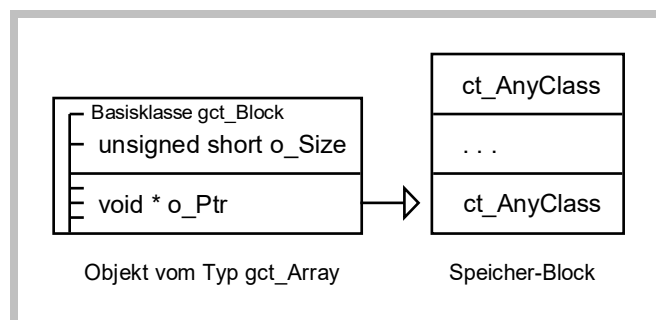 Basisklasse gct_Block
unsigned short o_Size
void * o_Ptr
Objekt vom Typ gct_Array
ct_AnyClass
. . .
ct_AnyClass
Speicher-Block